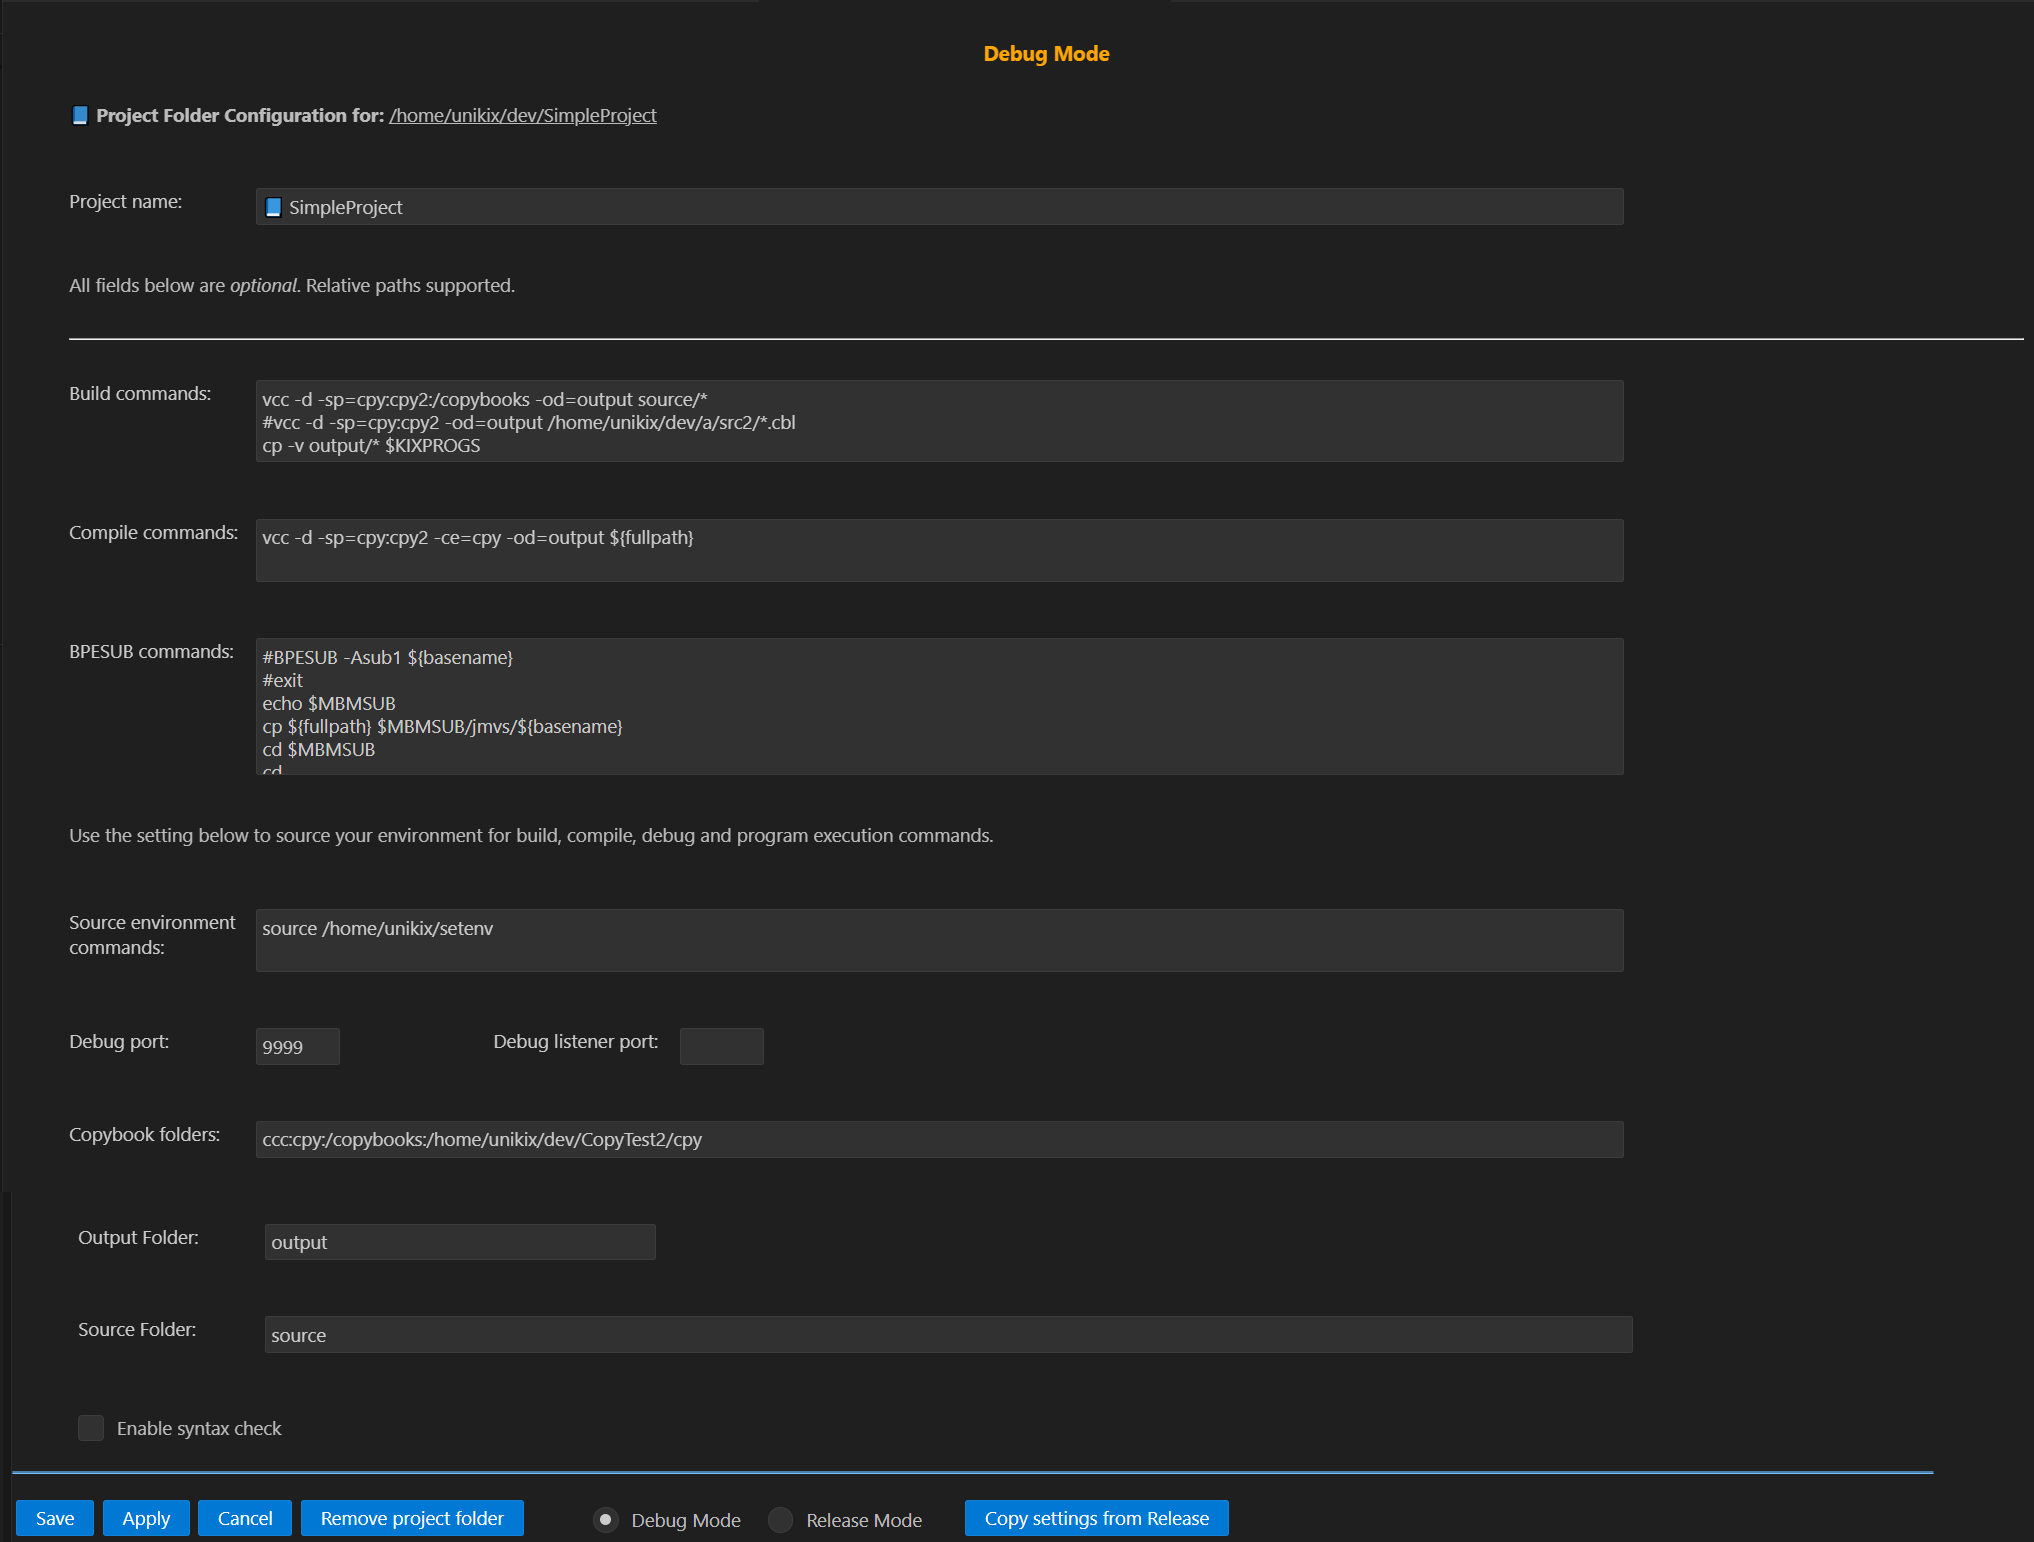 Debug Mode
Project Folder Configuration for: /home/unikix/dev/SimpleProject
Project name:
SimpleProject
All fields below are optional. Relative paths supported.
Build commands:
vcc -d -sp=cpy:cpy2:/copybooks -od=output source/*
#vcc -d -sp=cpy:cpy2 -od=output /home/unikix/dev/a/src2/*.cbl
cp -v output/* $KIXPROGS
Compile commands:
vcc -d -sp=cpy:cpy2 -ce=cpy -od=output ${fullpath}
BPESUB commands:
#BPESUB -Asub1 ${basename}
#exit
echo $MBMSUB
cp ${fullpath} $MBMSUB/jmvs/${basename}
cd $MBMSUB
cd
Use the setting below to source your environment for build, compile, debug and program execution commands.
Source environment
commands:
source /home/unikix/setenv
Debug port:
9999
Debug listener port:
Copybook folders:
ccc:cpy:/copybooks:/home/unikix/dev/CopyTest2/cpy
Output Folder:
output
Source Folder:
source
Enable syntax check
Save
Apply
Cancel
Remove project folder
Debug Mode
Release Mode
Copy settings from Release